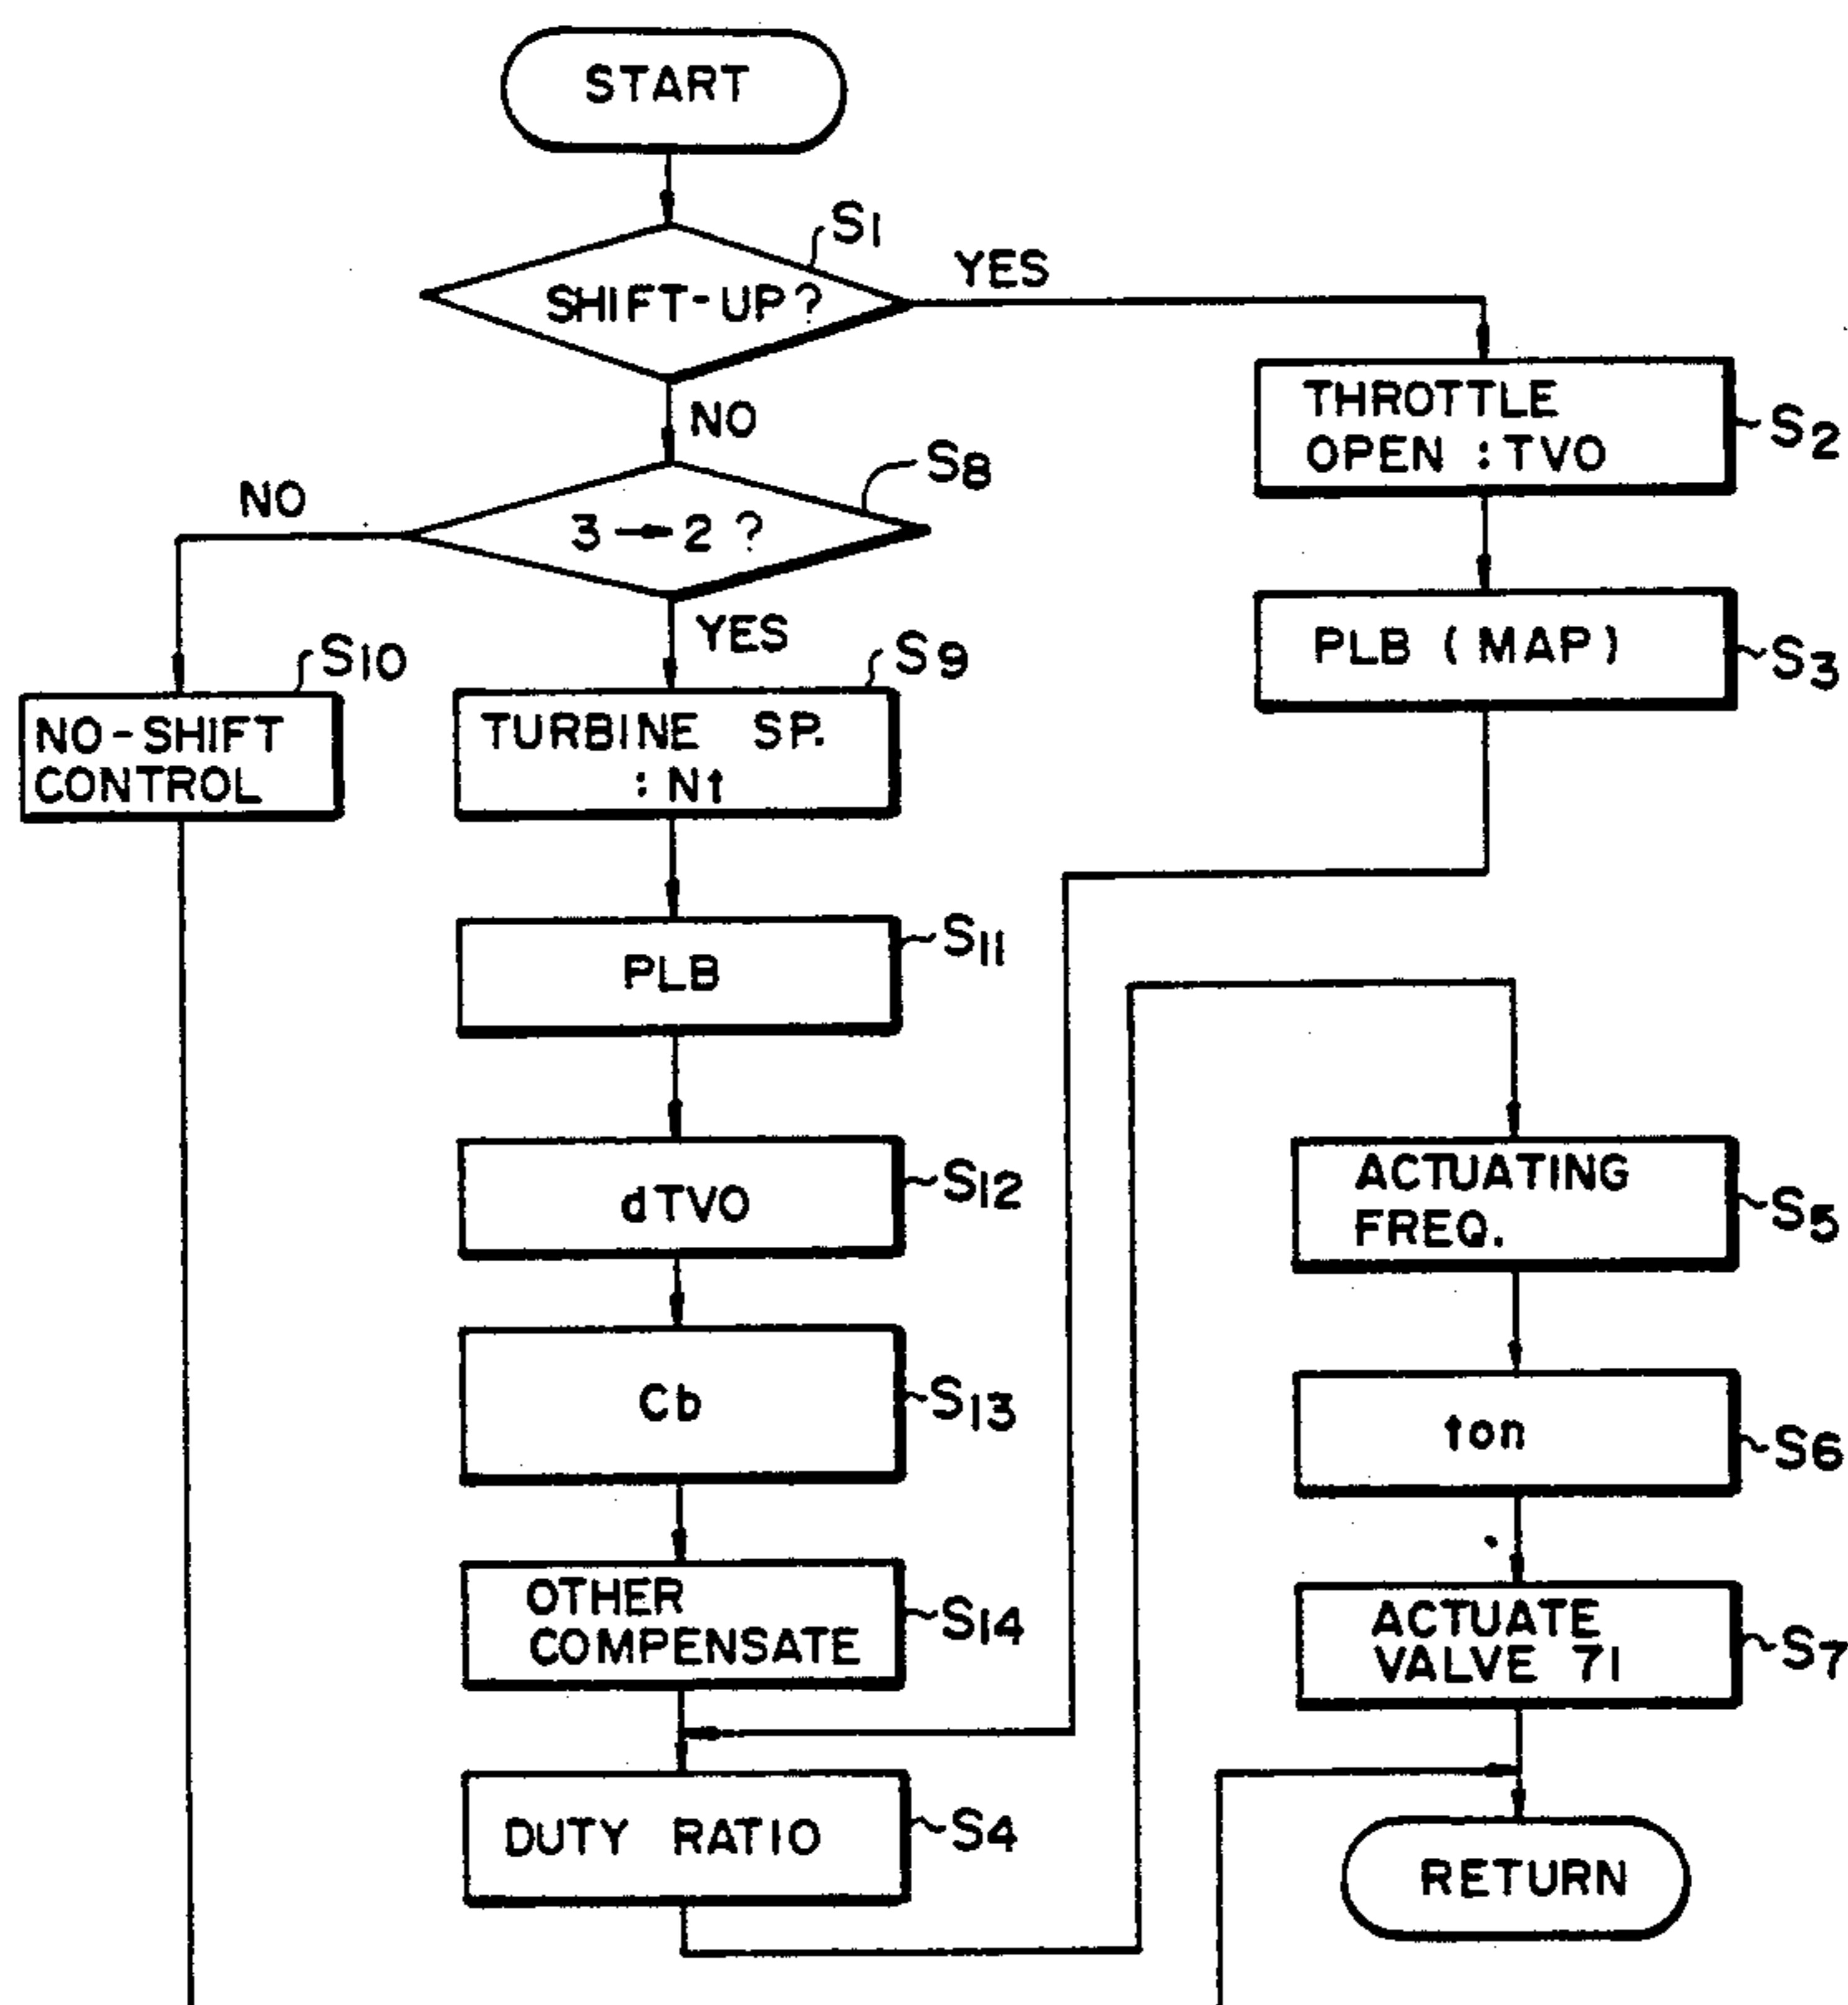 START
S1
SHIFT-UP?
YES
NO
THROTTLE
OPEN :TVO
S2
S8
3→2?
NO
YES
PLB (MAP)
S3
S10
NO-SHIFT
CONTROL
S9
TURBINE SP.
:Nt
S11
PLB
S12
dTVO
ACTUATING
FREQ.
S5
S13
Cb
ton
S6
OTHER
COMPENSATE
S14
ACTUATE
VALVE 71
S7
DUTY RATIO
S4
RETURN